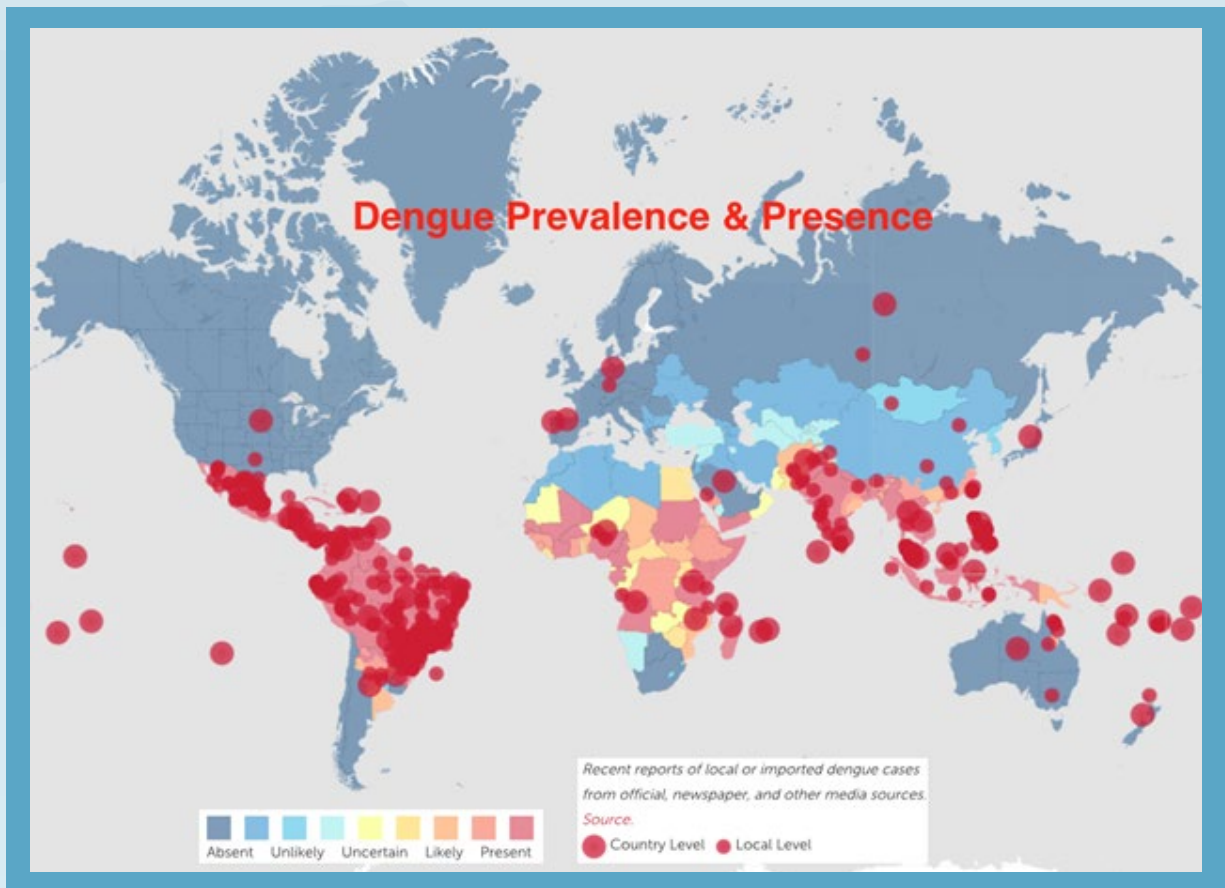 Dengue Prevalence & Presence
Recent reports of local or imported dengue cases
from official, newspaper, and other media sources.
Source.
Country Level Local Level
Absent Unlikely Uncertain Likely Present